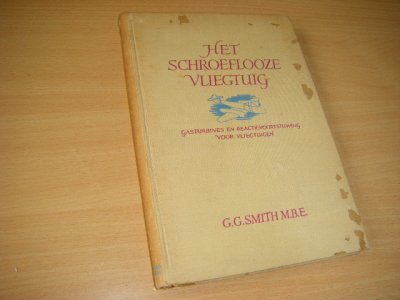 HET
SCHROEFLOOZE
VLIEGTUIG
GASTURBINES EN REACTIEVOORTSTUWING
VOOR VLIEGTUIGEN
G.G. SMITH M.B.E.